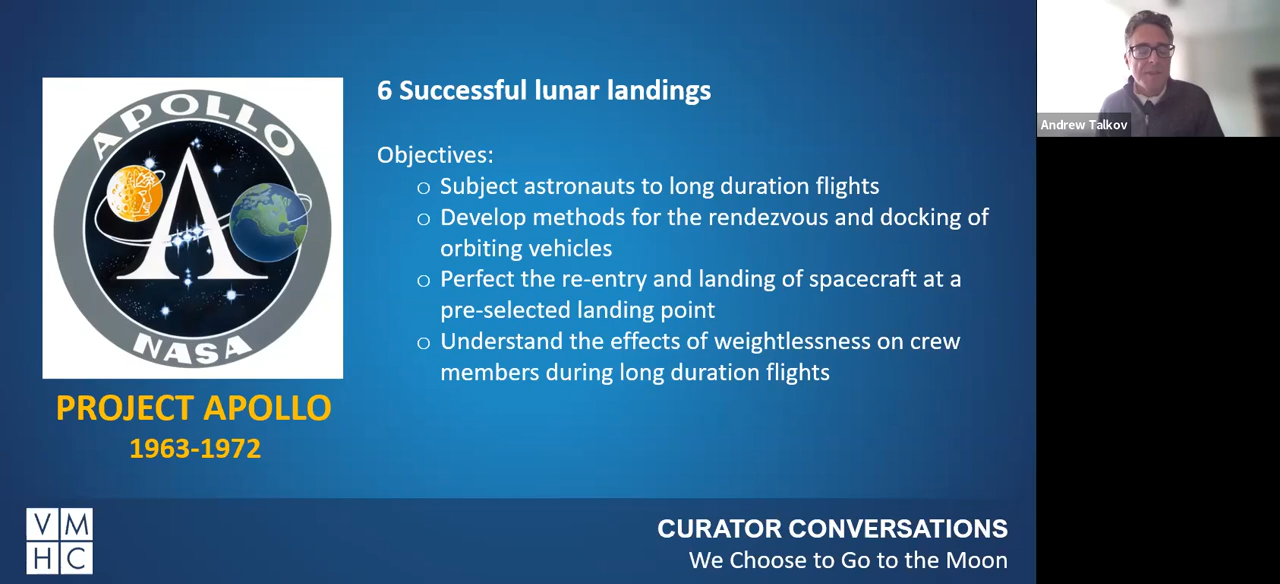 APOLLO
A
NASA
PROJECT APOLLO
1963-1972
6 Successful lunar landings
Objectives:
o Subject astronauts to long duration flights
o Develop methods for the rendezvous and docking of
orbiting vehicles
o Perfect the re-entry and landing of spacecraft at a
pre-selected landing point
o Understand the effects of weightlessness on crew
members during long duration flights
V M
H C
CURATOR CONVERSATIONS
We Choose to Go to the Moon
Andrew Talkov